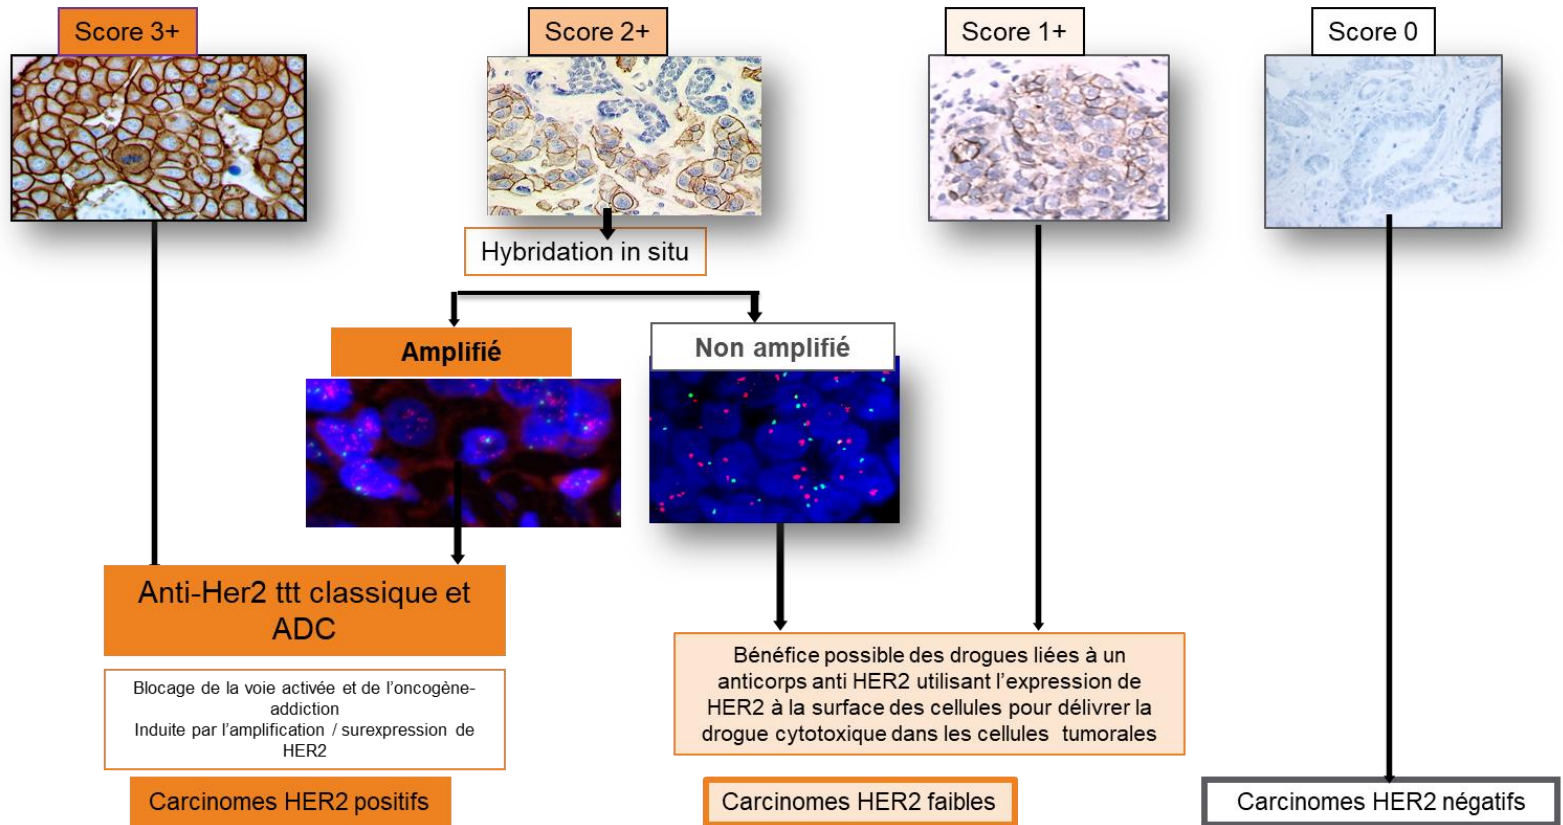 Score 3+
Score 2+
Score 1+
Score 0
Hybridation in situ
Amplifié
Non amplifié
Anti-Her2 ttt classique et
ADC
Blocage de la voie activée et de l’oncogène-
addiction
Induite par l’amplification / surexpression de
HER2
Bénéfice possible des drogues liées à un
anticorps anti HER2 utilisant l’expression de
HER2 à la surface des cellules pour délivrer la
drogue cytotoxique dans les cellules tumorales
Carcinomes HER2 positifs
Carcinomes HER2 faibles
Carcinomes HER2 négatifs